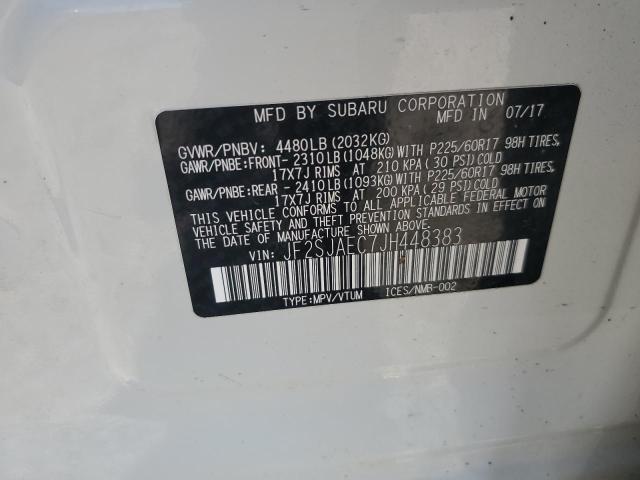 MFD BY SUBARU CORPORATION
MFD IN 07/17
GVWR/PNBV: 4480LB (2032KG)
GAWR/PNBE:FRONT- 2310LB (1048KG)WITH P225/60R17 98H TIRES,
17X7J RIMS AT 210 KPA (30 PSI)COLD
GAWR/PNBE:REAR - 2410LB (1093KG)WITH P225/60R17 98H TIRES,
17X7J RIMS AT 200 KPA (29 PSI)COLD
THIS VEHICLE CONFORMS TO ALL APPLICABLE FEDERAL MOTOR
VEHICLE SAFETY AND THEFT PREVENTION STANDARDS IN EFFECT
ON THE DATE OF MANUFACTURE SHOWN ABOVE.
VIN: JF2SJAEC7JH448383
TYPE:MPV/VTUM ICES/NMB-002